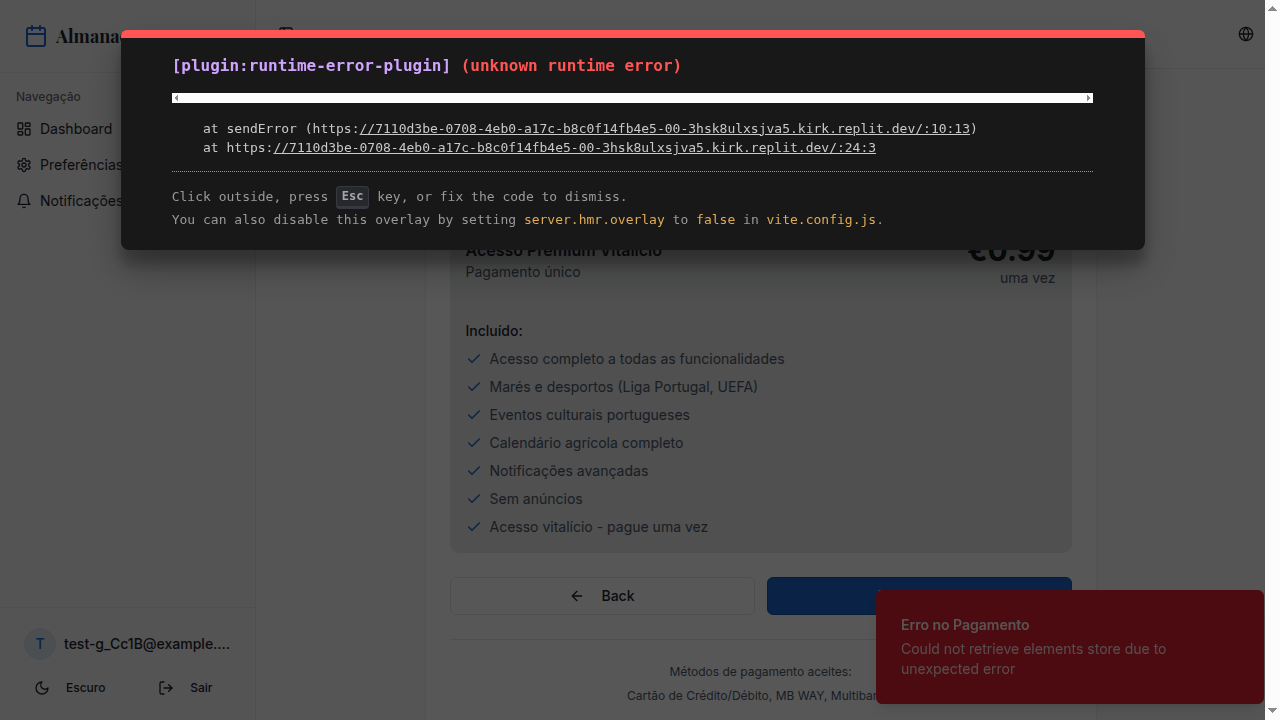 Almana
[plugin:runtime-error-plugin] (unknown runtime error)
at sendError (https://7110d3be-0708-4eb0-a17c-b8c0f14fb4e5-00-3hsk8ulxsjva5.kirk.replit.dev/:10:13)
at https://7110d3be-0708-4eb0-a17c-b8c0f14fb4e5-00-3hsk8ulxsjva5.kirk.replit.dev/:24:3
Click outside, press Esc key, or fix the code to dismiss.
You can also disable this overlay by setting server.hmr.overlay to false in vite.config.js.
Navegação
Dashboard
Preferências
Notificações
Acesso Premium Vitalício
€0.99
Pagamento único
uma vez
Incluído:
Acesso completo a todas as funcionalidades
Marés e desportos (Liga Portugal, UEFA)
Eventos culturais portugueses
Calendário agrícola completo
Notificações avançadas
Sem anúncios
Acesso vitalício - pague uma vez
Back
Métodos de pagamento aceites:
Cartão de Crédito/Débito, MB WAY, Multiban
Erro no Pagamento
Could not retrieve elements store due to
unexpected error
T
test-g_Cc1B@example....
Escuro
Sair